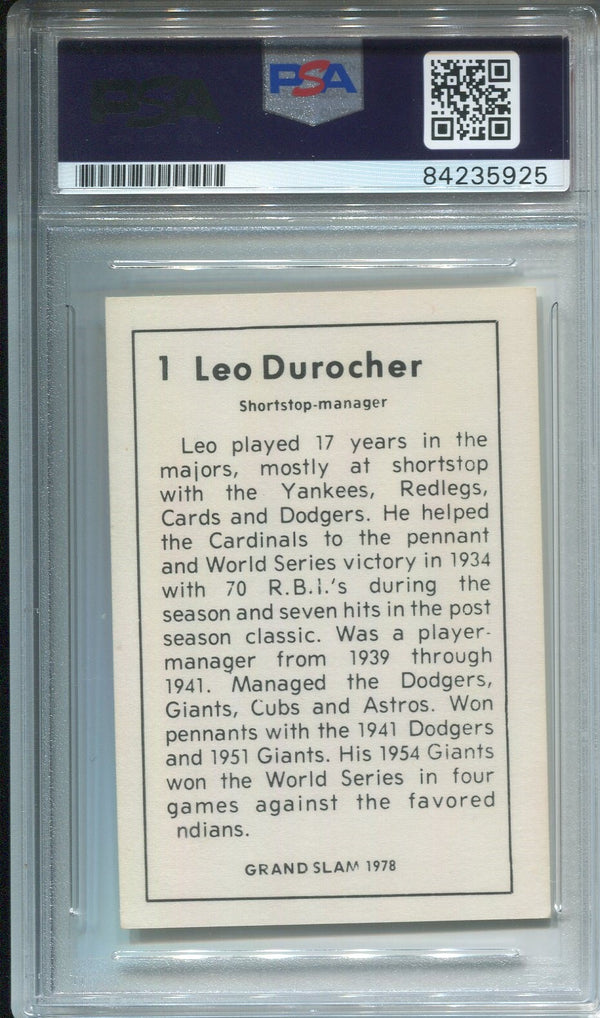 PSA
PSA
84235925
1 Leo Durocher
Shortstop-manager
Leo played 17 years in the
majors, mostly at shortstop
with the Yankees, Redlegs,
Cards and Dodgers. He helped
the Cardinals to the pennant
and World Series victory in 1934
with 70 R.B.I.'s during the
season and seven hits in the post
season classic. Was a player-
manager from 1939 through
1941. Managed the Dodgers,
Giants, Cubs and Astros. Won
pennants with the 1941 Dodgers
and 1951 Giants. His 1954 Giants
won the World Series in four
games against the favored
ndians.
GRAND SLAM 1978